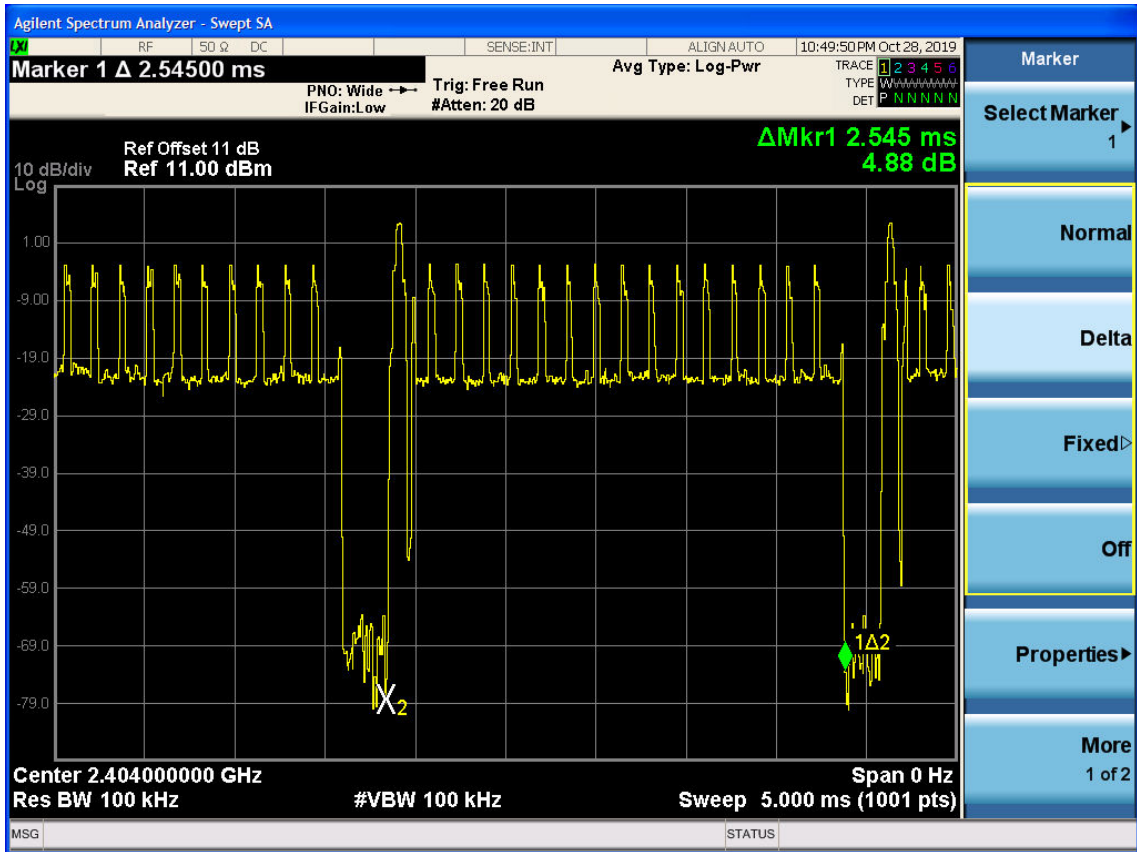 Agilent Spectrum Analyzer - Swept SA
LXI RF 50 Ω DC SENSE:INT ALIGN AUTO 10:49:50 PM Oct 28, 2019
Marker 1 Δ 2.54500 ms
PNO: Wide
IFGain:Low
Trig: Free Run
#Atten: 20 dB
Avg Type: Log-Pwr
TRACE 1 2 3 4 5 6
TYPE WWWWWW
DET P N N N N N
ΔMkr1 2.545 ms
4.88 dB
Ref Offset 11 dB
10 dB/div Ref 11.00 dBm
Log
1.00
-9.00
-19.0
-29.0
-39.0
-49.0
-59.0
-69.0
-79.0
1Δ2
X2
Center 2.404000000 GHz Span 0 Hz
Res BW 100 kHz #VBW 100 kHz Sweep 5.000 ms (1001 pts)
MSG STATUS
Marker
Select Marker
1
Normal
Delta
Fixed
Off
Properties
More
1 of 2